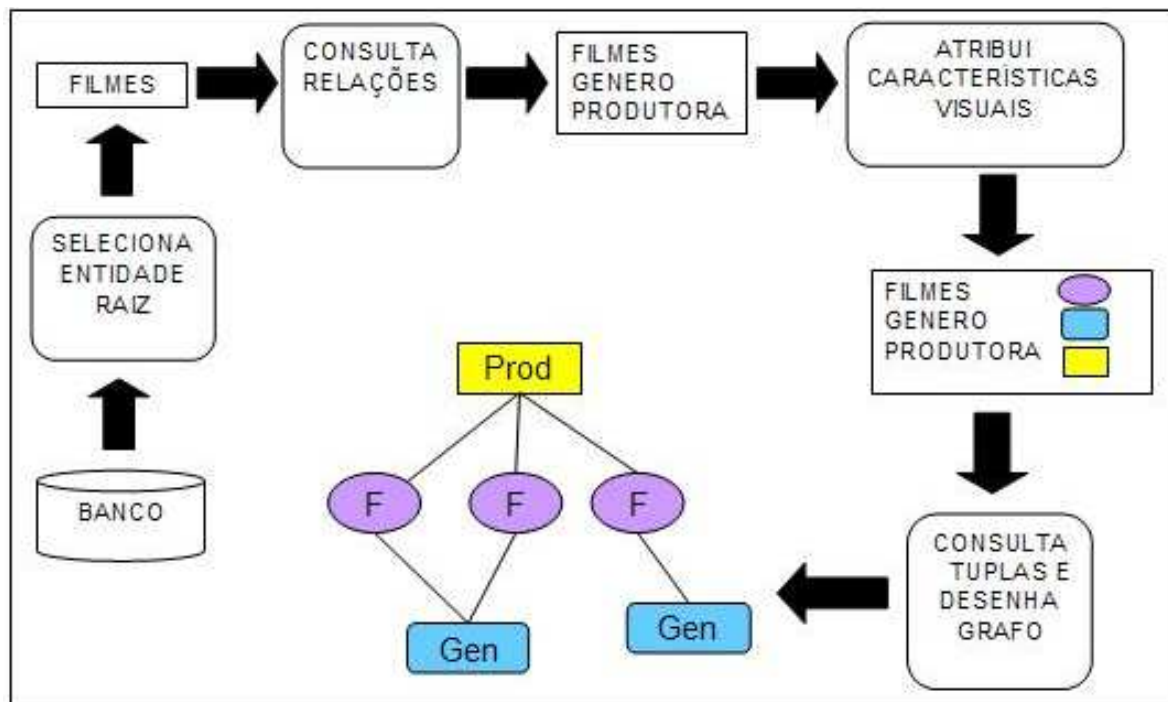 FILMES
CONSULTA
RELAÇÕES
FILMES
GENERO
PRODUTORA
ATRIBUI
CARACTERÍSTICAS
VISUAIS
SELECIONA
ENTIDADE
RAIZ
BANCO
FILMES
GENERO
PRODUTORA
CONSULTA
TUPLAS E
DESENHA
GRAFO
Prod
F F F
Gen Gen